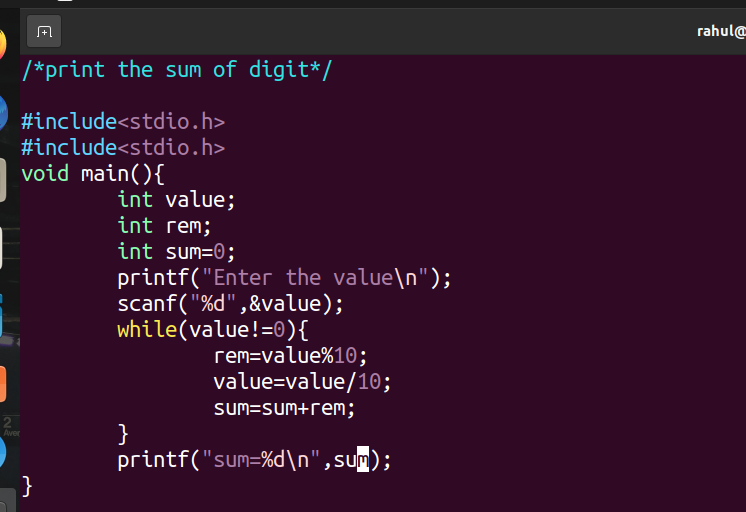 rahul@
/*print the sum of digit*/
#include<stdio.h>
#include<stdio.h>
void main(){
        int value;
        int rem;
        int sum=0;
        printf("Enter the value\n");
        scanf("%d",&value);
        while(value!=0){
                rem=value%10;
                value=value/10;
                sum=sum+rem;
        }
        printf("sum=%d\n",sum);
}
2